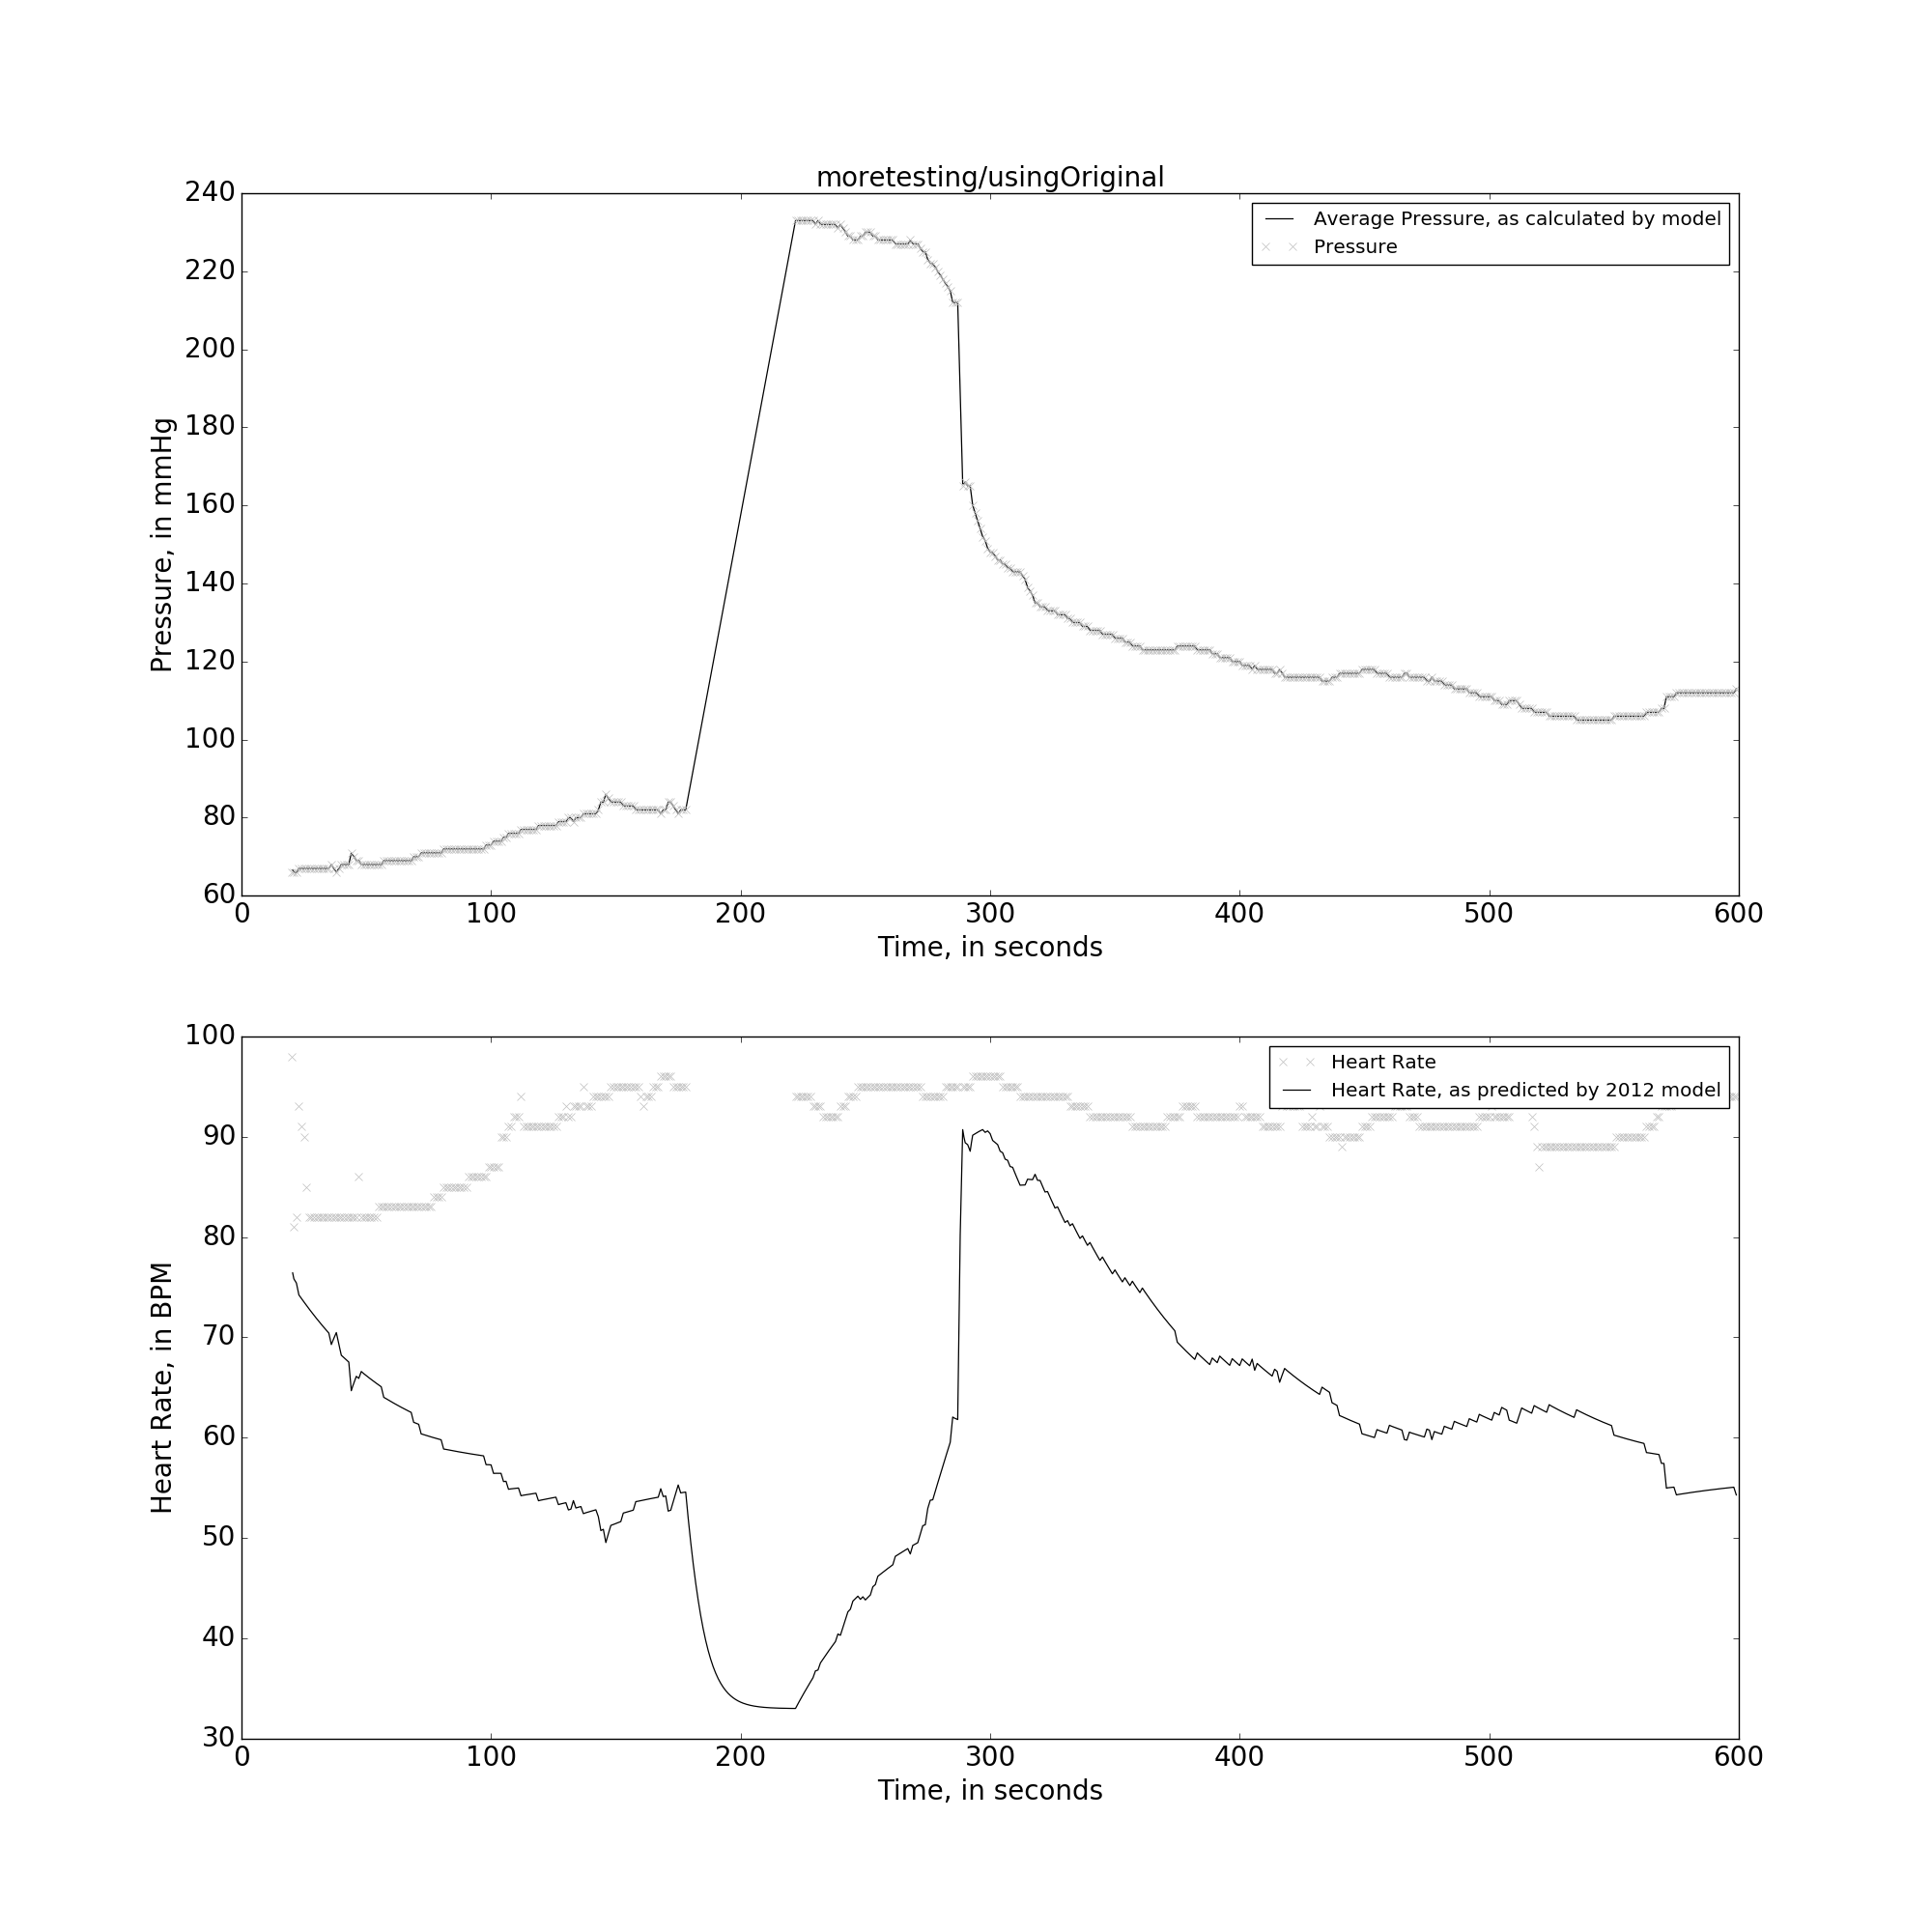 moretesting/usingOriginal
240
220
200
180
160
140
120
100
80
60
Pressure, in mmHg
Average Pressure, as calculated by model
Pressure
0 100 200 300 400 500 600
Time, in seconds
100
90
80
70
60
50
40
30
Heart Rate, in BPM
Heart Rate
Heart Rate, as predicted by 2012 model
0 100 200 300 400 500 600
Time, in seconds